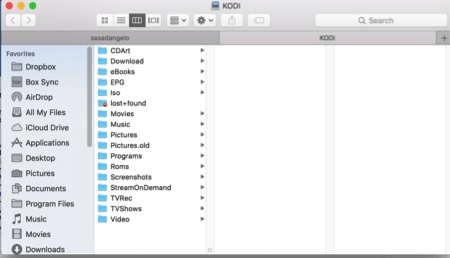 KODI
Search
sasadangelo
KODI
Favorites
Dropbox
Box Sync
AirDrop
All My Files
iCloud Drive
Applications
Desktop
Pictures
Documents
Program Files
Music
Movies
Downloads
CDArt
Download
eBooks
EPG
Iso
lost+found
Movies
Music
Pictures
Pictures.old
Programs
Roms
Screenshots
StreamOnDemand
TVRec
TVShows
Video